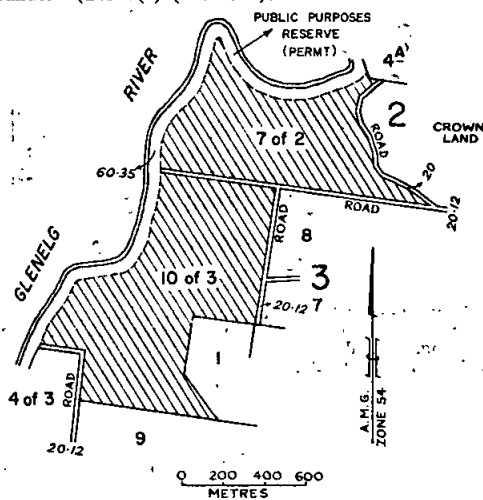 PUBLIC PURPOSES
RESERVE
(PERMT)
4A
RIVER
2
ROAD
CROWN
LAND
7 of 2
60·35
20
ROAD
20·12
ROAD
8
GLENELG
10 of 3
3
20·12 7
1
4 of 3
ROAD
A.M.G.
ZONE 54
9
20·12
0 200 400 600
METRES